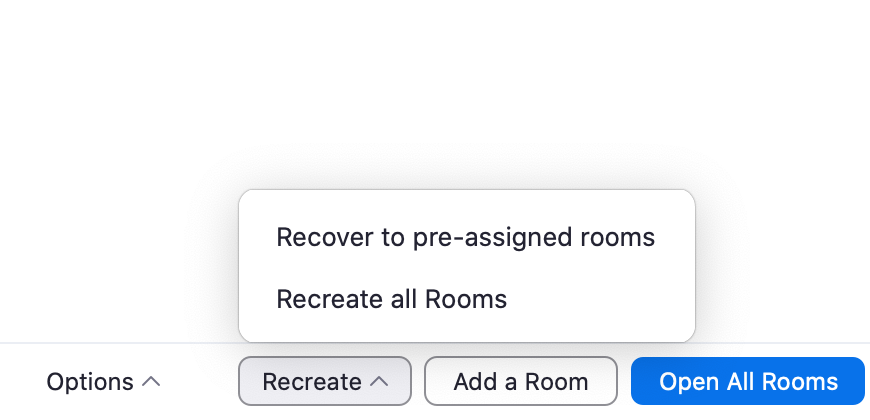 Recover to pre-assigned rooms
Recreate all Rooms
Options
Recreate
Add a Room
Open All Rooms